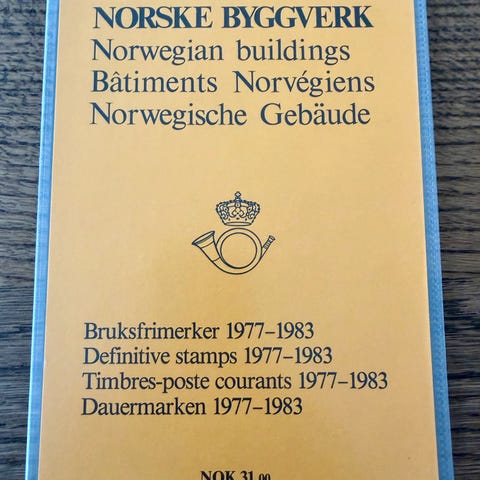 NORSKE BYGGVERK
Norwegian buildings
Bâtiments Norvégiens
Norwegische Gebäude
Bruksfrimerker 1977–1983
Definitive stamps 1977–1983
Timbres-poste courants 1977–1983
Dauermarken 1977–1983
NOK 31,00